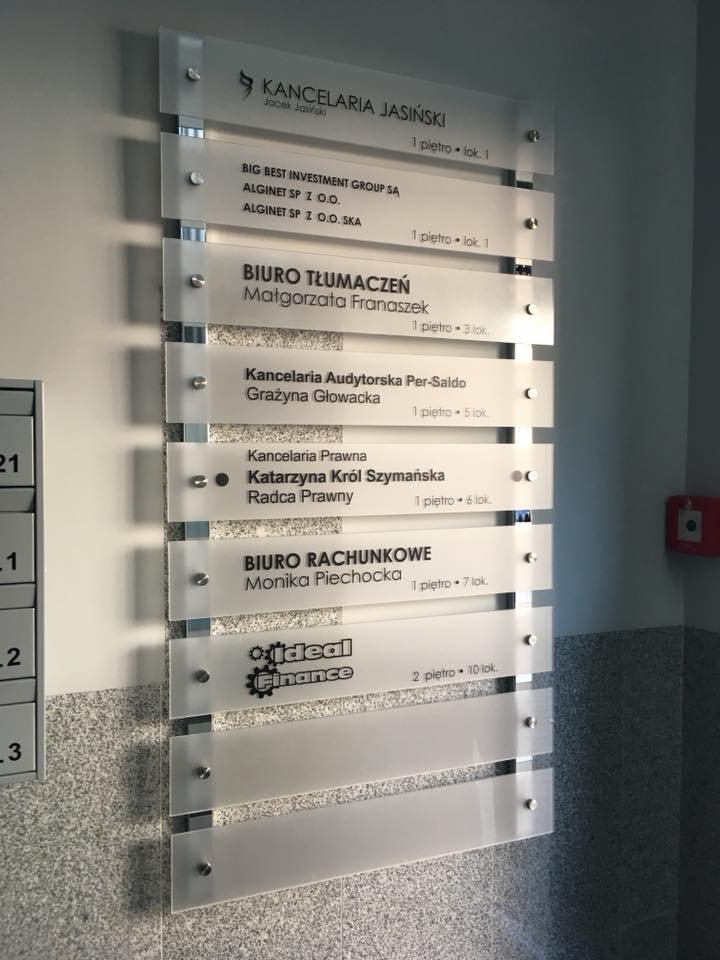 KANCELARIA JASIŃSKI
Jacek Jasiński
1 piętro • lok. 1
BIG BEST INVESTMENT GROUP SĄ
ALGINET SP Z O.O.
ALGINET SP Z O.O. SKA
1 piętro • lok. 1
BIURO TŁUMACZEŃ
Małgorzata Franaszek
1 piętro • 3 lok.
Kancelaria Audytorska Per-Saldo
Grażyna Głowacka
1 piętro • 5 lok.
Kancelaria Prawna
Katarzyna Król Szymańska
Radca Prawny
1 piętro • 6 lok.
BIURO RACHUNKOWE
Monika Piechocka
1 piętro • 7 lok.
ideal
Finance
2 piętro • 10 lok.
21
. 1
. 2
. 3